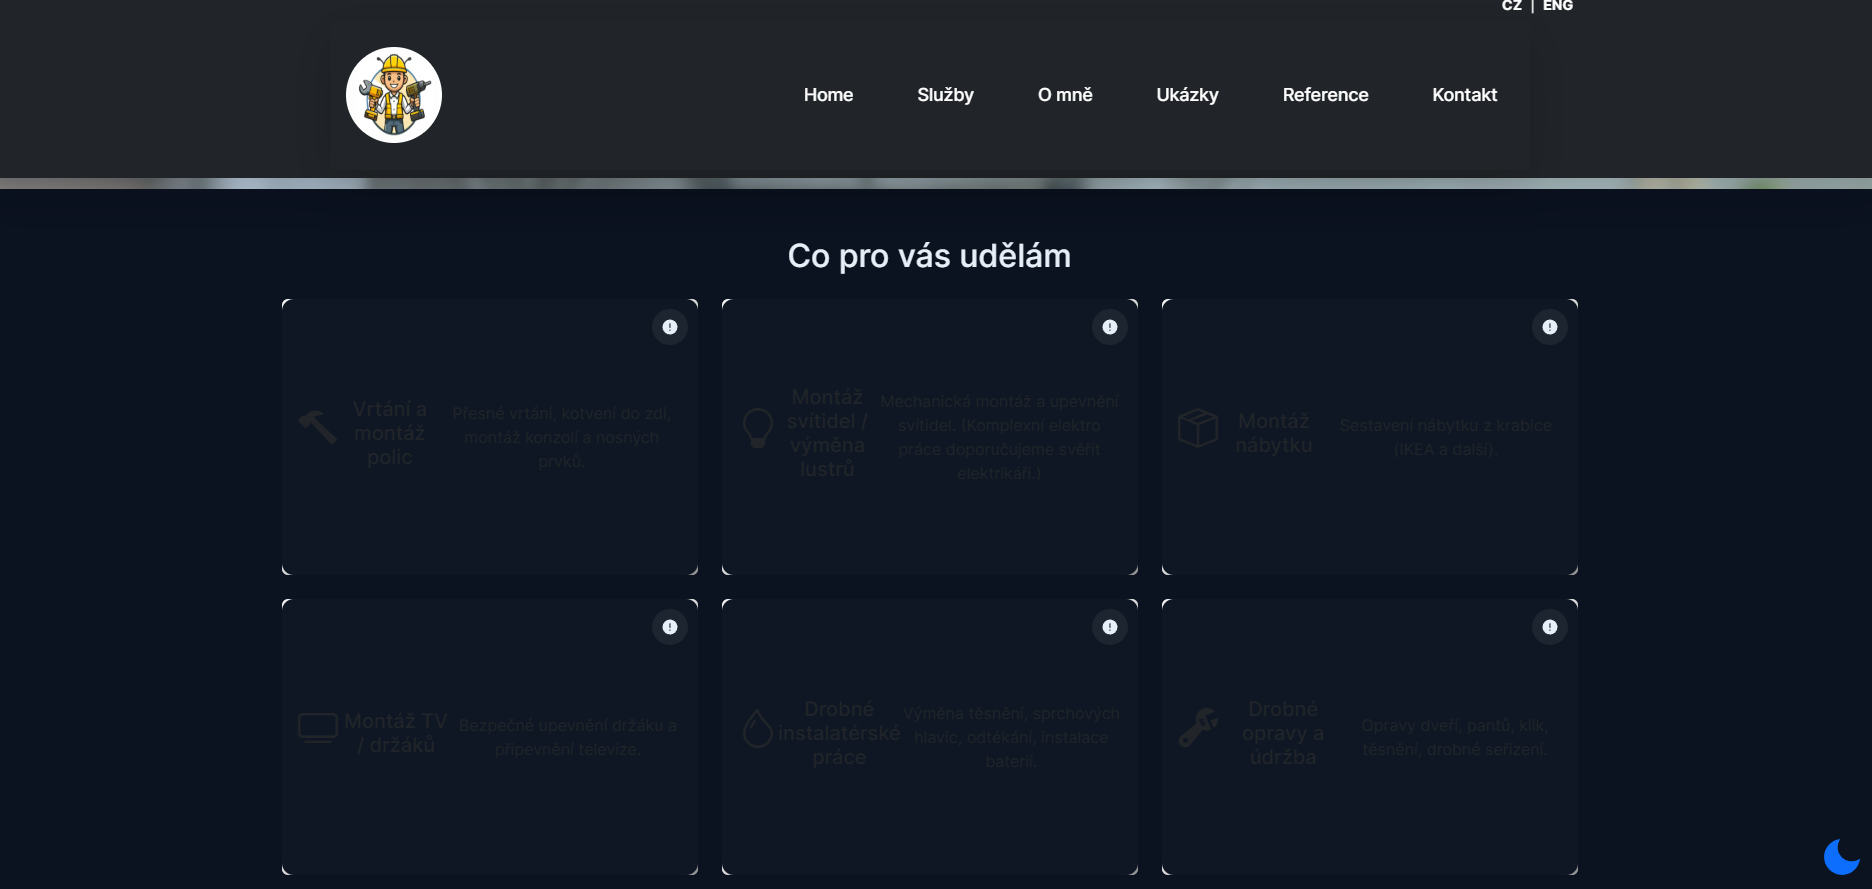 CZ | ENG
Home Služby O mně Ukázky Reference Kontakt
Co pro vás udělám
Vrtání a
montáž
polic
Přesné vrtání, kotvení do zdi,
montáž konzolí a nosných
prvků.
Montáž
svítidel /
výměna
lustrů
Mechanická montáž a upevnění
svítidel. (Komplexní elektro
práce doporučujeme svěřit
elektrikáři.)
Montáž
nábytku
Sestavení nábytku z krabice
(IKEA a další).
Montáž TV
/ držáků
Bezpečné upevnění držáku a
připevnění televize.
Drobné
instalatérské
práce
Výměna těsnění, sprchových
hlavic, odtékání, instalace
baterií.
Drobné
opravy a
údržba
Opravy dveří, pantů, klik,
těsnění, drobné seřízení.